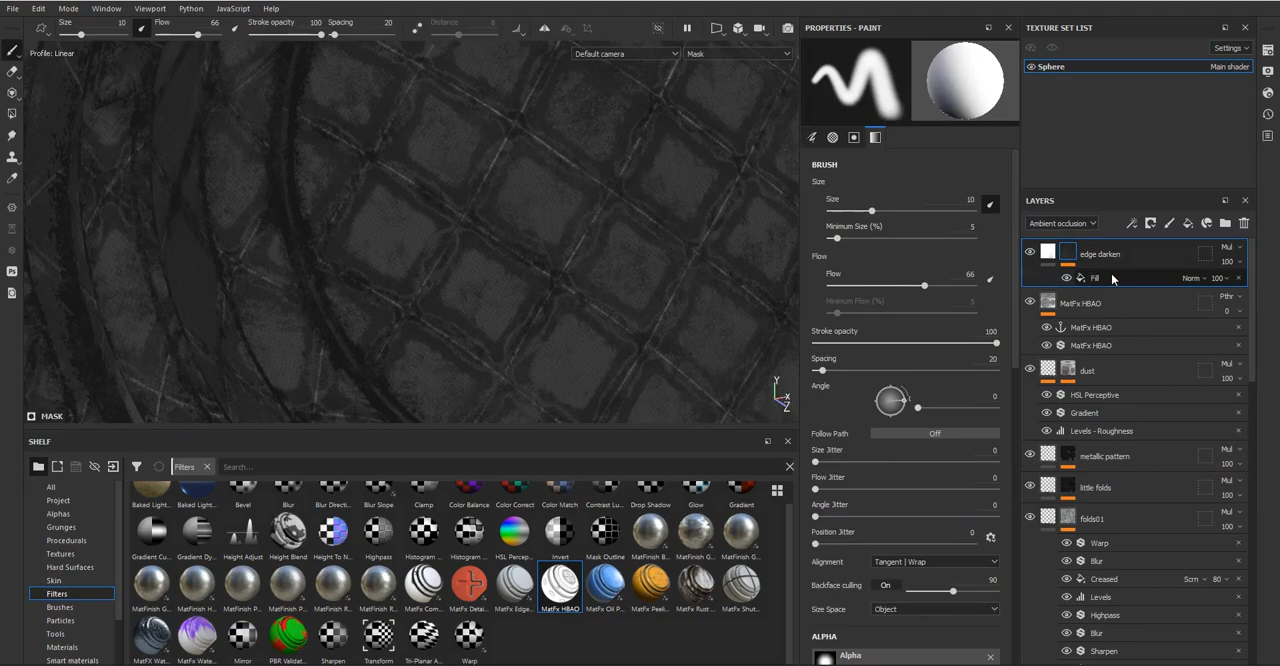 File Edit Mode Window Viewport Python JavaScript Help
Size 10 Flow 66 Stroke opacity 100 Spacing 20 Distance 8
Profile: Linear
Default camera Mask
Y
X
Z
MASK
SHELF
Filters Search...
All
Project
Alphas
Grunges
Procedurals
Textures
Hard Surfaces
Skin
Filters
Brushes
Particles
Tools
Materials
Smart materials
Baked Light... Baked Light... Bevel Blur Blur Directi... Blur Slope Clamp Color Balance Color Correct Color Match Contrast Lu... Drop Shadow Glow Gradient
Gradient Cu... Gradient Dy... Height Adjust Height Blend Height To N... Highpass Histogram ... Histogram ... HSL Percep... Invert Mask Outline MatFinish B... MatFinish G... MatFinish G...
MatFinish G... MatFinish H... MatFinish P... MatFinish P... MatFinish R... MatFinish R... MatFx Com... MatFx Detai... MatFx Edge... MatFx HBAO MatFx Oil P... MatFx Peeli... MatFx Rust ... MatFx Shut...
MatFX Wat... MatFX Wate... Mirror PBR Validat... Sharpen Transform Tri-Planar A... Warp
Ps
PROPERTIES - PAINT
BRUSH
Size
Size 10
Minimum Size (%) 5
Flow
Flow 66
Minimum Flow (%) 5
Stroke opacity 100
Spacing 20
Angle
0
Follow Path Off
Size Jitter 0
Flow Jitter 0
Angle Jitter 0
Position Jitter 0
Alignment Tangent | Wrap
Backface culling On 90
Size Space Object
ALPHA
Alpha
TEXTURE SET LIST
Settings
Sphere Main shader
LAYERS
Ambient occlusion
edge darken Mul 100
Fill Norm 100
MatFx HBAO Pthr 0
MatFx HBAO
MatFx HBAO
dust Mul 100
HSL Perceptive
Gradient
Levels - Roughness
metallic pattern Mul 100
little folds Mul 100
folds01 Mul 100
Warp
Blur
Creased Scrn 80
Levels
Highpass
Blur
Sharpen